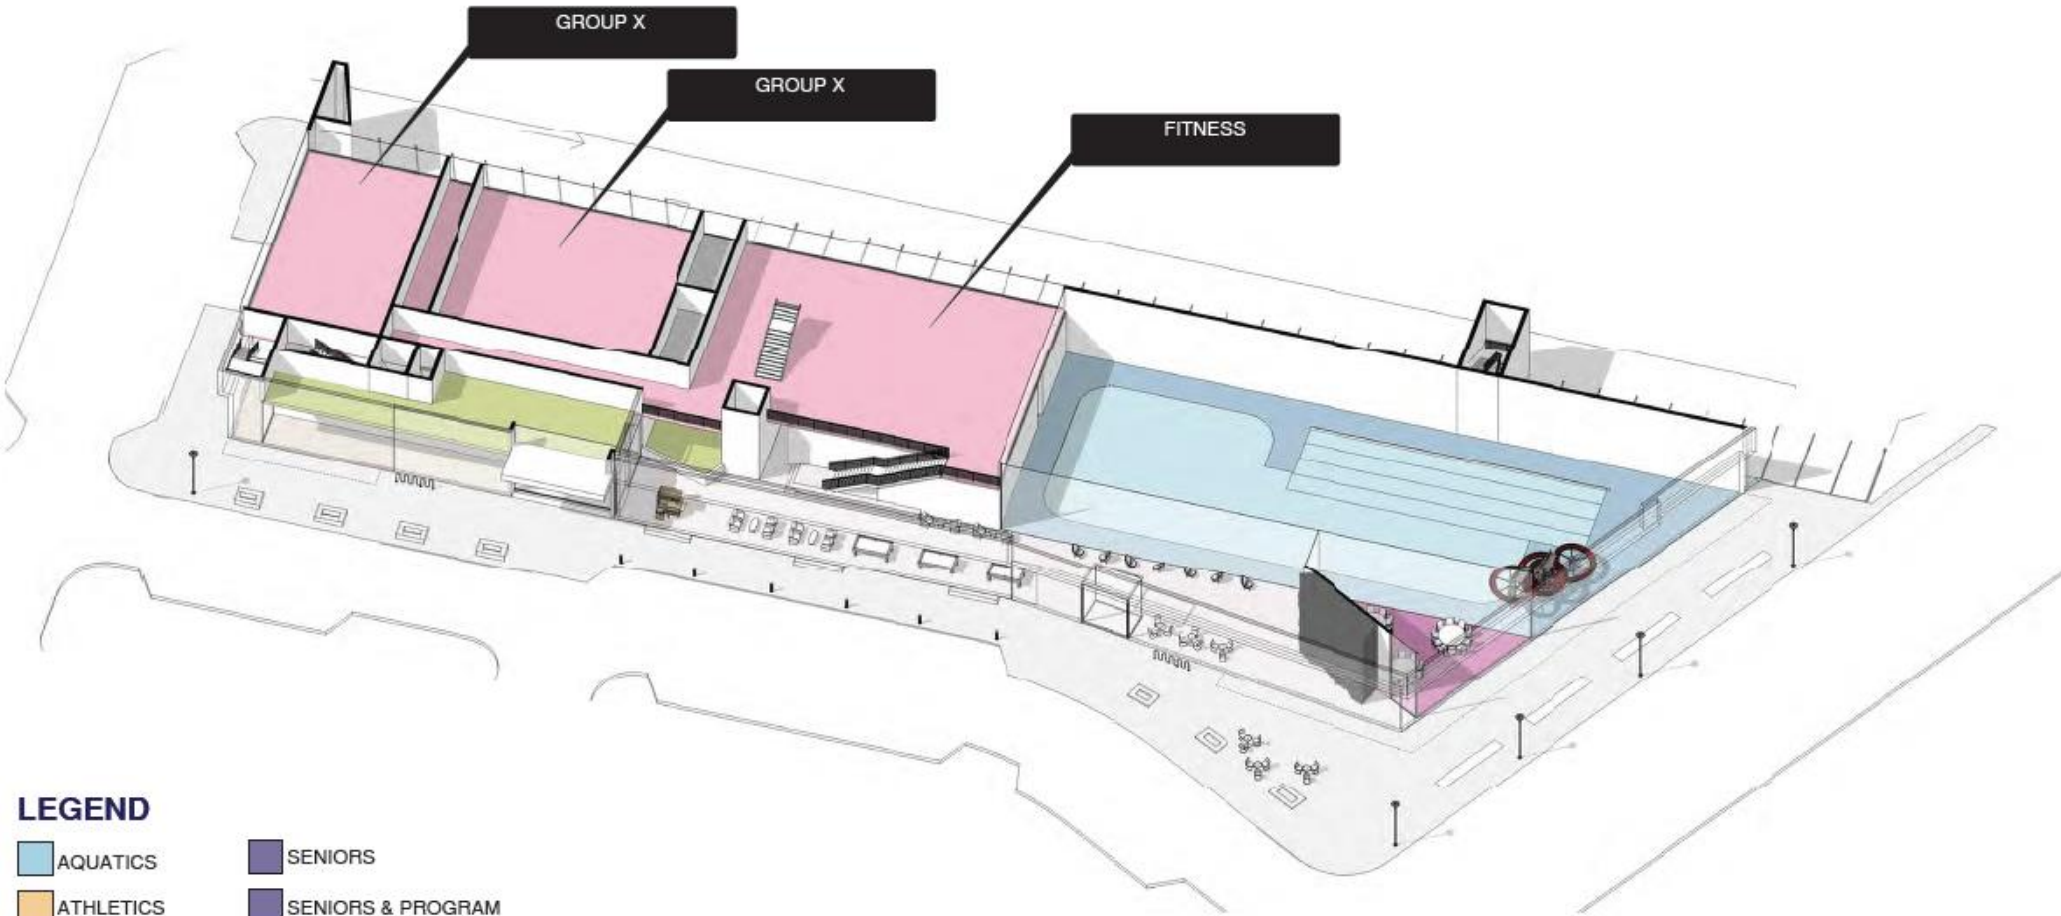 GROUP X
GROUP X
FITNESS
LEGEND
AQUATICS
SENIORS
ATHLETICS
SENIORS & PROGRAM